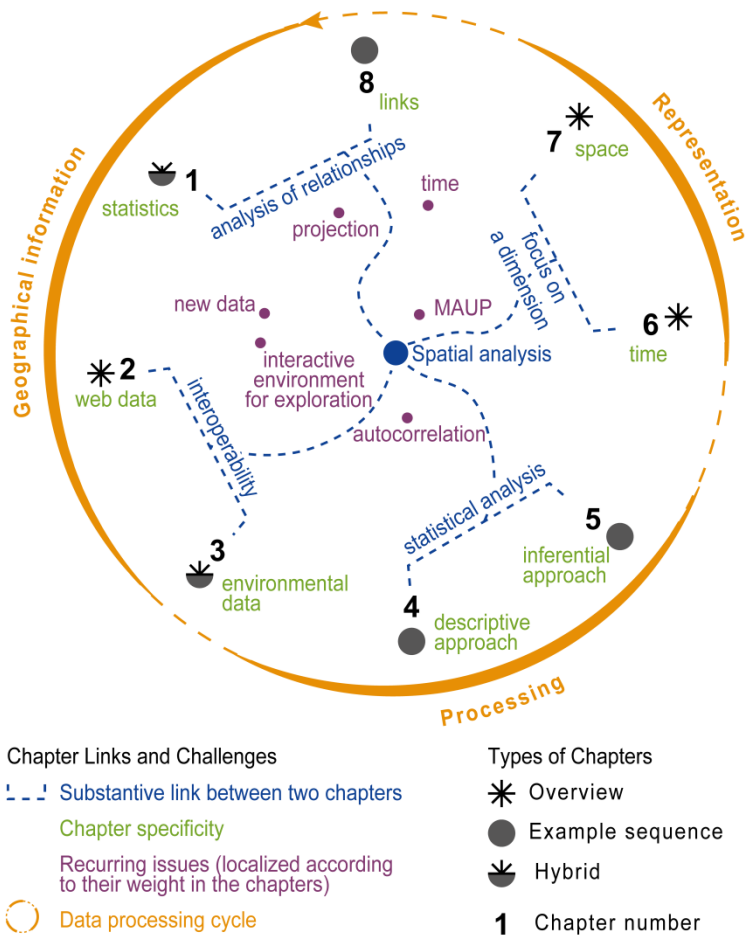 8
links
Representation
7
space
1
statistics
analysis of relationships
time
projection
focus on
a dimension
Geographical information
new data
MAUP
6
time
Spatial analysis
interactive
environment
for exploration
2
web data
interoperability
autocorrelation
statistical analysis
5
inferential
approach
3
environmental
data
4
descriptive
approach
Processing
Chapter Links and Challenges
Substantive link between two chapters
Chapter specificity
Recurring issues (localized according
to their weight in the chapters)
Data processing cycle
Types of Chapters
Overview
Example sequence
Hybrid
1 Chapter number